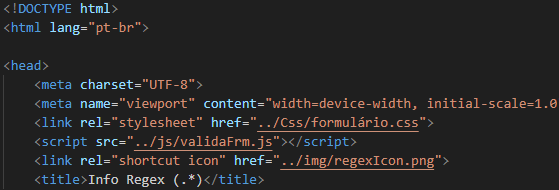 <!DOCTYPE html>
<html lang="pt-br">
<head>
<meta charset="UTF-8">
<meta name="viewport" content="width=device-width, initial-scale=1.0
<link rel="stylesheet" href="../Css/formulário.css">
<script src="../js/validaFrm.js"></script>
<link rel="shortcut icon" href="../img/regexIcon.png">
<title>Info Regex (.*)</title>